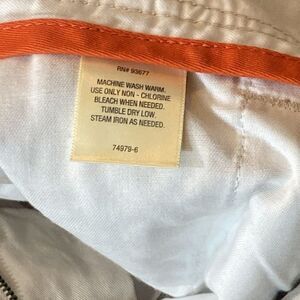 RN# 93677
MACHINE WASH WARM.
USE ONLY NON - CHLORINE
BLEACH WHEN NEEDED.
TUMBLE DRY LOW.
STEAM IRON AS NEEDED.
74979-6